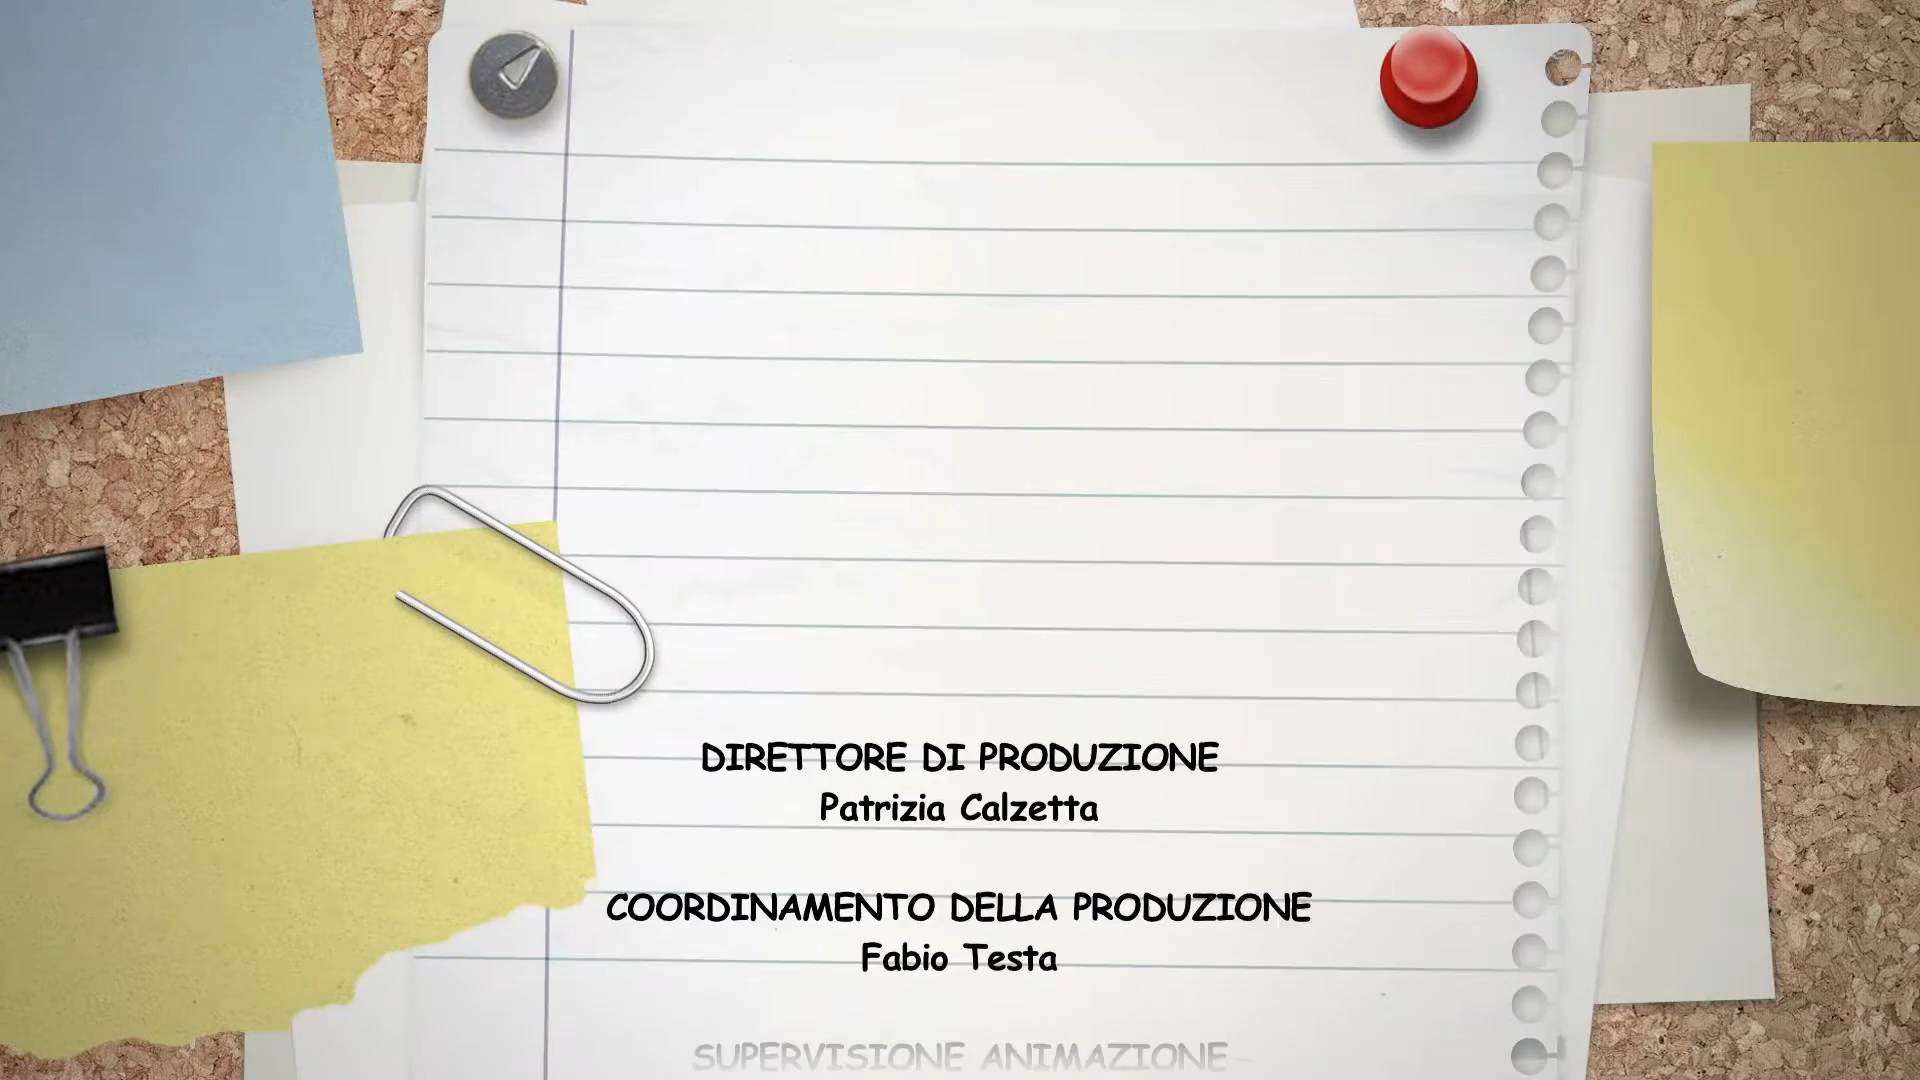 DIRETTORE DI PRODUZIONE
Patrizia Calzetta
COORDINAMENTO DELLA PRODUZIONE
Fabio Testa
SUPERVISIONE ANIMAZIONE